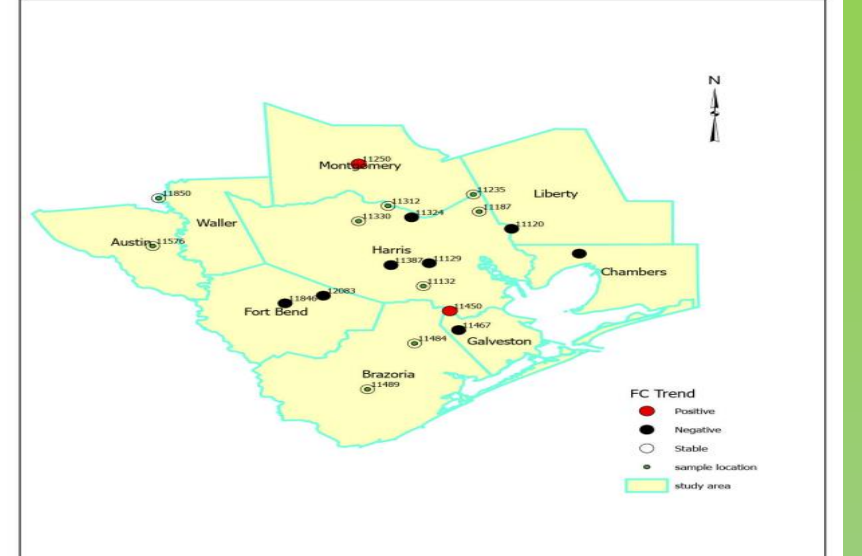 N
11250
Montgomery
11850
11312
11235
Liberty
11187
11330
11324
Waller
11120
Austin
11576
Harris
11387
11129
Chambers
11132
12083
11846
Fort Bend
11450
11467
Galveston
11484
Brazoria
11489
FC Trend
Positive
Negative
Stable
sample location
study area